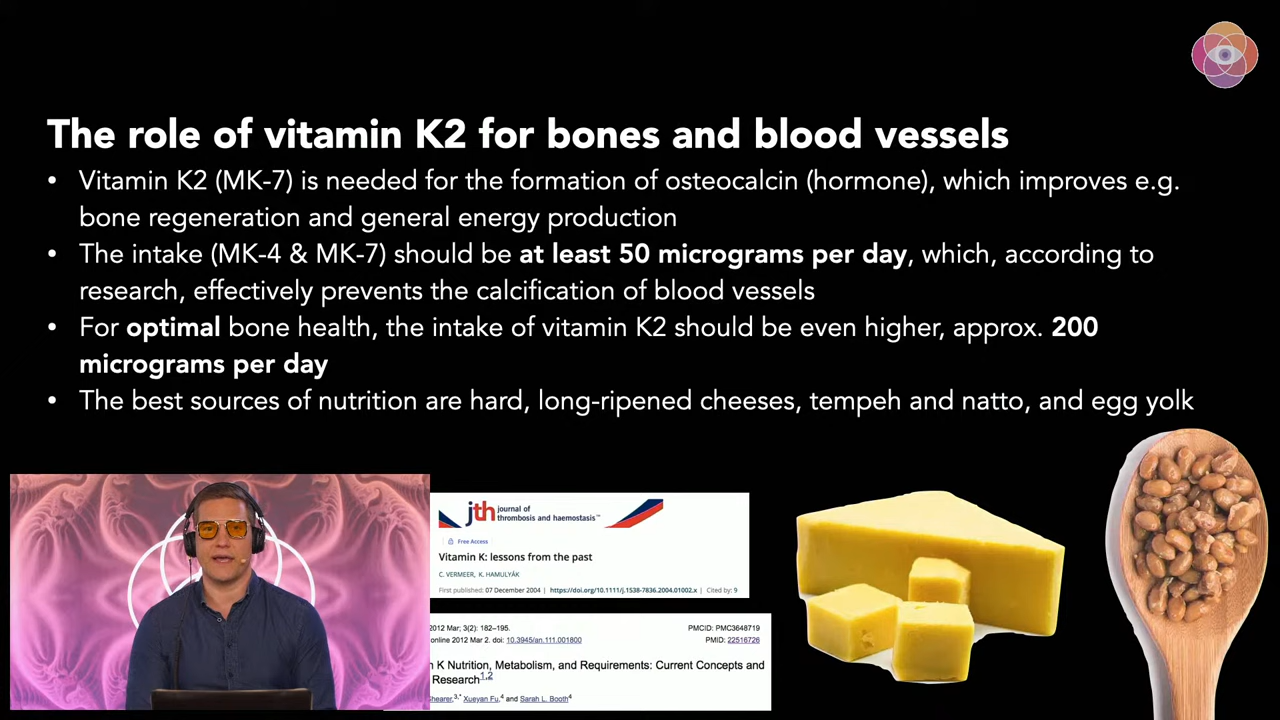 The role of vitamin K2 for bones and blood vessels
• Vitamin K2 (MK-7) is needed for the formation of osteocalcin (hormone), which improves e.g.
bone regeneration and general energy production
• The intake (MK-4 & MK-7) should be at least 50 micrograms per day, which, according to
research, effectively prevents the calcification of blood vessels
• For optimal bone health, the intake of vitamin K2 should be even higher, approx. 200
micrograms per day
• The best sources of nutrition are hard, long-ripened cheeses, tempeh and natto, and egg yolk
jth journal of
thrombosis and haemostasis™
Free Access
Vitamin K: lessons from the past
C. VERMEER, K. HAMULYÁK
First published: 07 December 2004 | https://doi.org/10.1111/j.1538-7836.2004.01002.x | Cited by: 9
2012 Mar; 3(2): 182–195. PMCID: PMC3648719
online 2012 Mar 2. doi: 10.3945/an.111.001800 PMID: 22516726
K Nutrition, Metabolism, and Requirements: Current Concepts and
Research1,2
Xueyan Fu,4 and Sarah L. Booth4